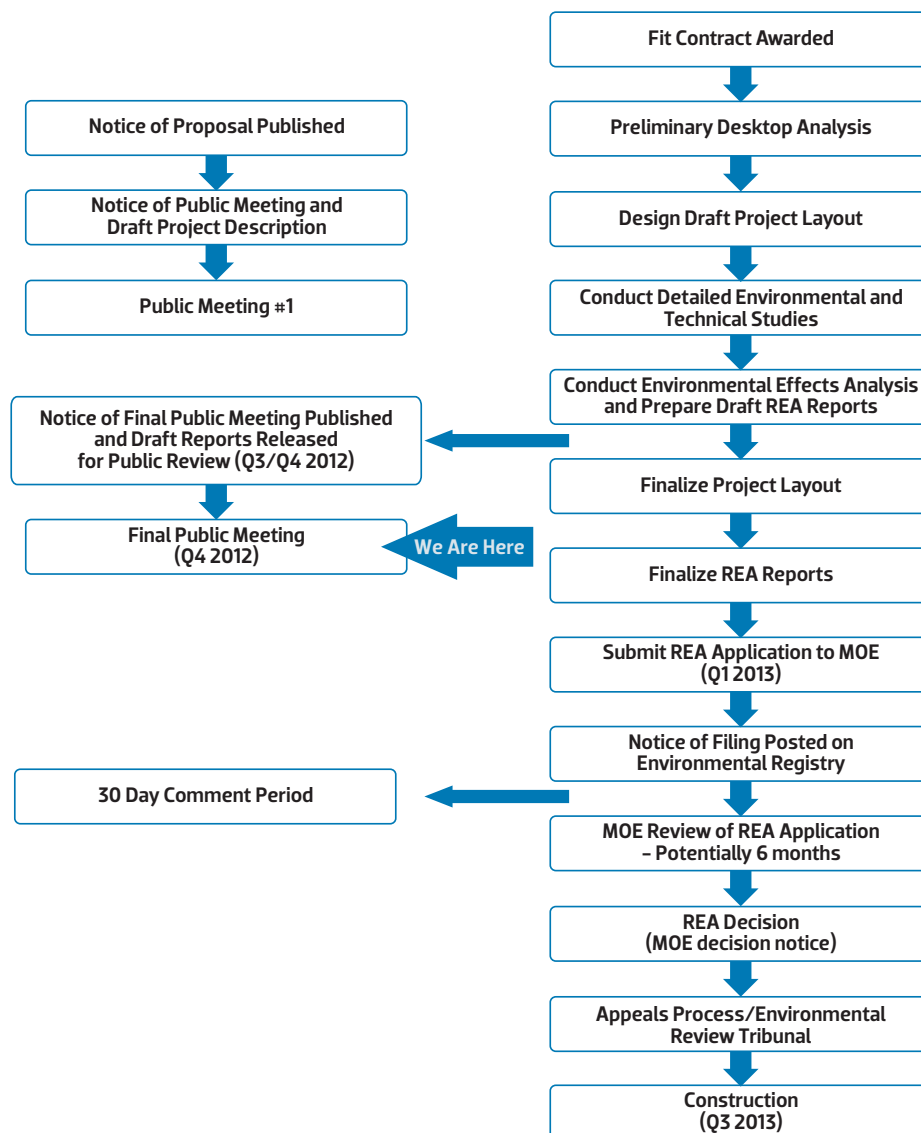 Fit Contract Awarded
Notice of Proposal Published
Preliminary Desktop Analysis
Notice of Public Meeting and
Draft Project Description
Design Draft Project Layout
Public Meeting #1
Conduct Detailed Environmental and
Technical Studies
Conduct Environmental Effects Analysis
and Prepare Draft REA Reports
Notice of Final Public Meeting Published
and Draft Reports Released
for Public Review (Q3/Q4 2012)
Finalize Project Layout
Final Public Meeting
(Q4 2012)
We Are Here
Finalize REA Reports
Submit REA Application to MOE
(Q1 2013)
Notice of Filing Posted on
Environmental Registry
30 Day Comment Period
MOE Review of REA Application
– Potentially 6 months
REA Decision
(MOE decision notice)
Appeals Process/Environmental
Review Tribunal
Construction
(Q3 2013)